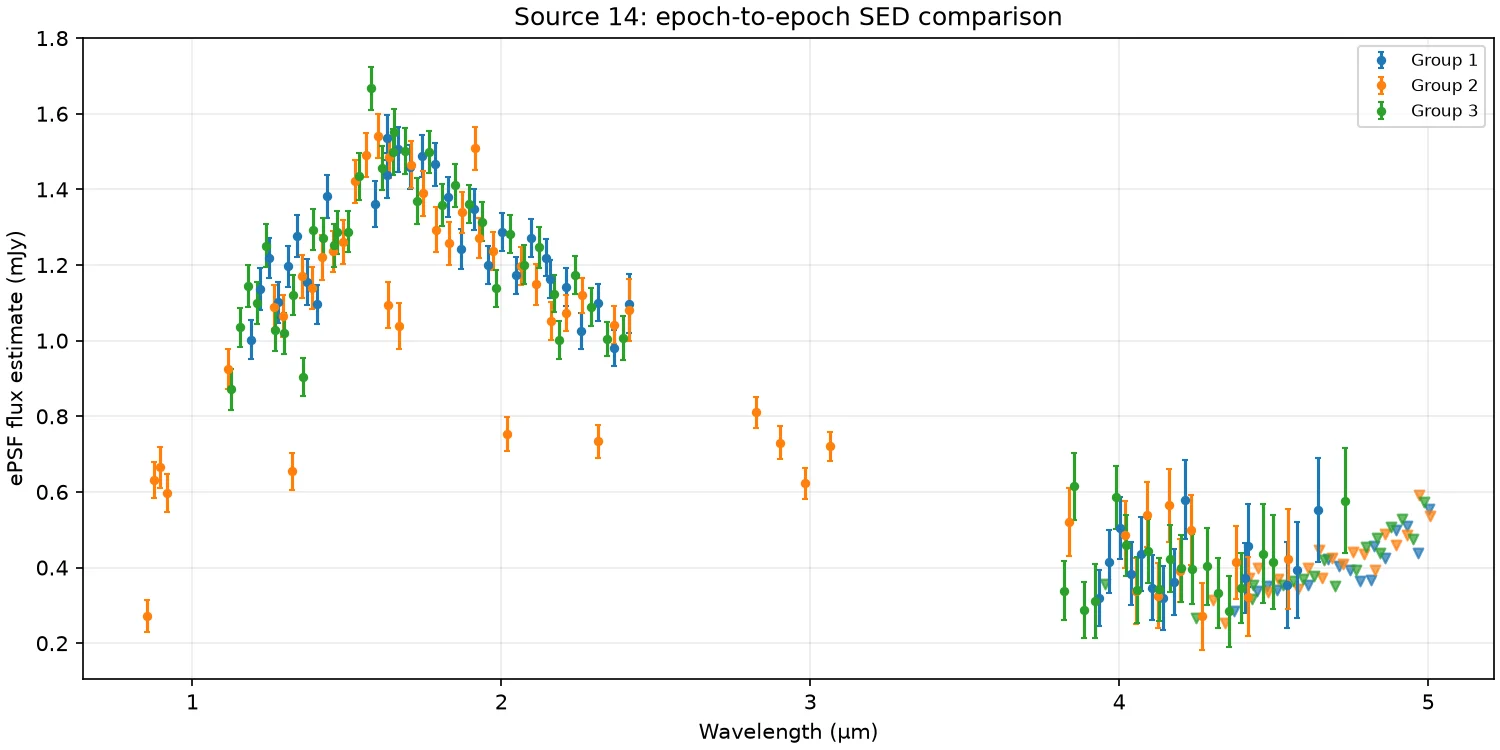 Source 14: epoch-to-epoch SED comparison
ePSF flux estimate (mJy)
1.8
1.6
1.4
1.2
1.0
0.8
0.6
0.4
0.2
Group 1
Group 2
Group 3
1 2 3 4 5
Wavelength (μm)